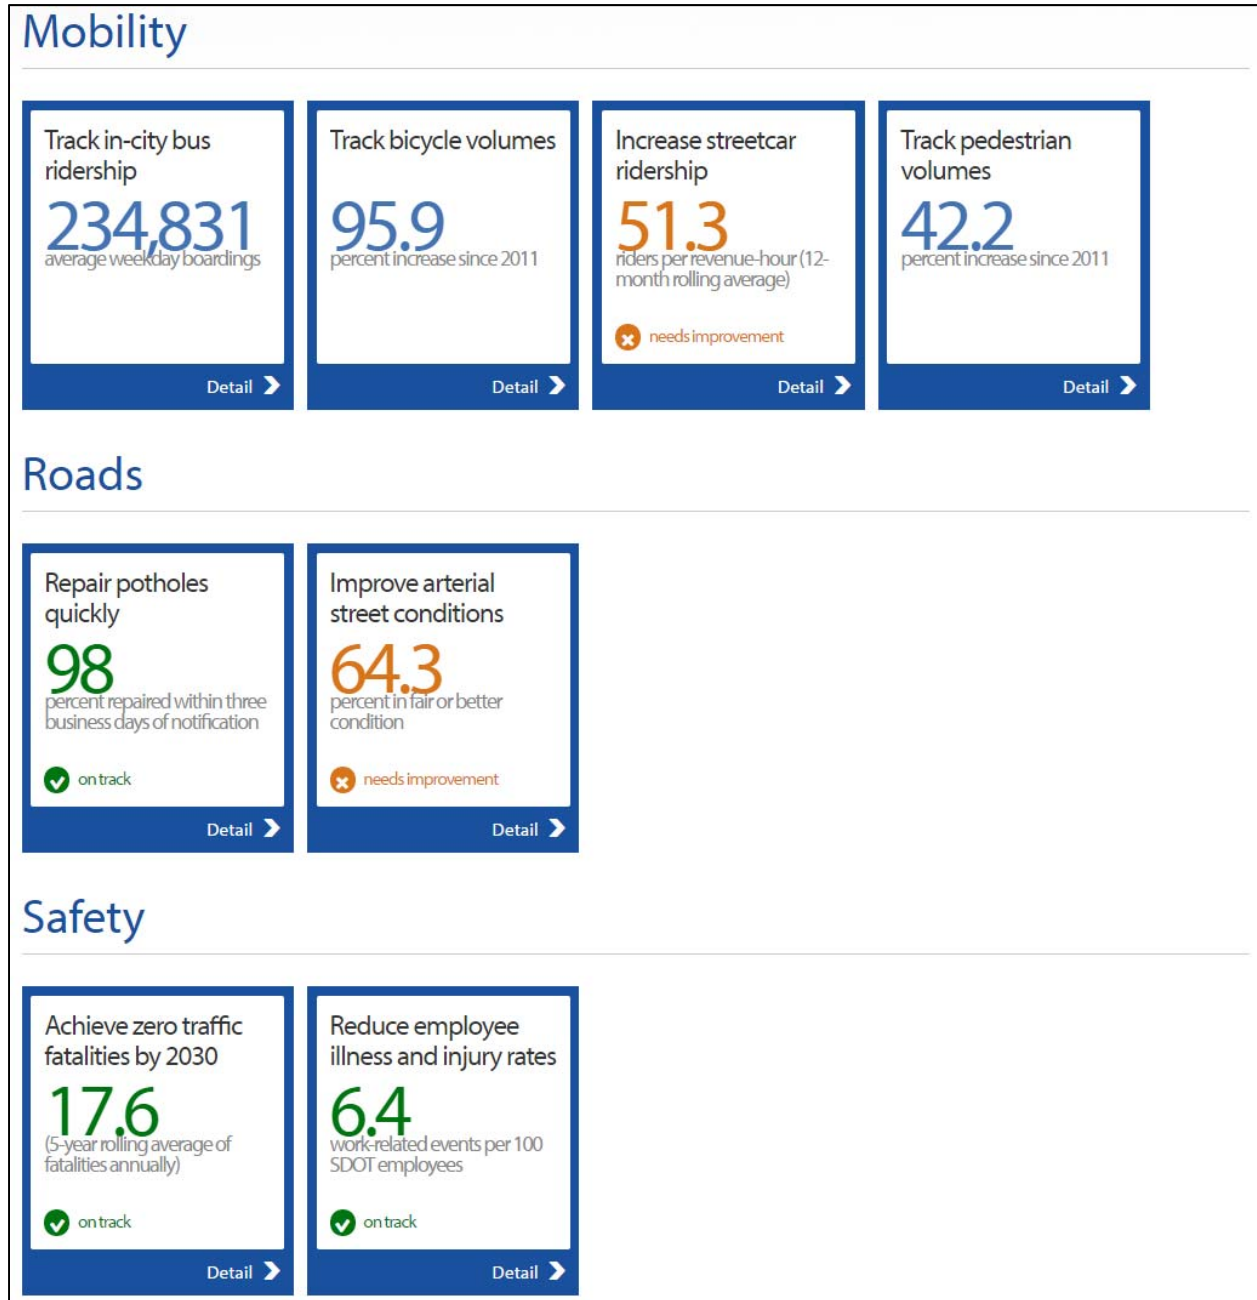 Mobility
Track in-city bus
ridership
234,831
average weekday boardings
Detail
Track bicycle volumes
95.9
percent increase since 2011
Detail
Increase streetcar
ridership
51.3
riders per revenue-hour (12-
month rolling average)
needs improvement
Detail
Track pedestrian
volumes
42.2
percent increase since 2011
Detail
Roads
Repair potholes
quickly
98
percent repaired within three
business days of notification
on track
Detail
Improve arterial
street conditions
64.3
percent in fair or better
condition
needs improvement
Detail
Safety
Achieve zero traffic
fatalities by 2030
17.6
(5-year rolling average of
fatalities annually)
on track
Detail
Reduce employee
illness and injury rates
6.4
work-related events per 100
SDOT employees
on track
Detail